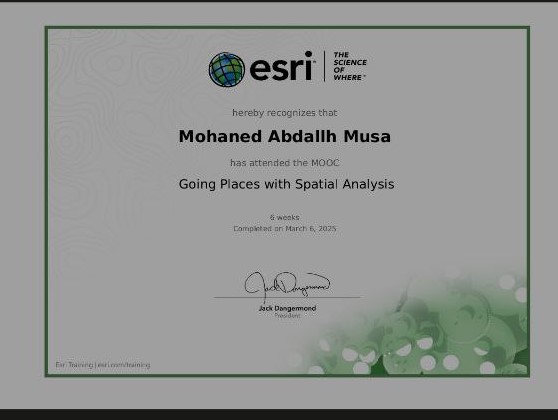 esri
THE
SCIENCE
OF
WHERE™
hereby recognizes that
Mohaned Abdallh Musa
has attended the MOOC
Going Places with Spatial Analysis
6 weeks
Completed on March 6, 2025
Jack Dangermond
Jack Dangermond
President
Esri Training | esri.com/training